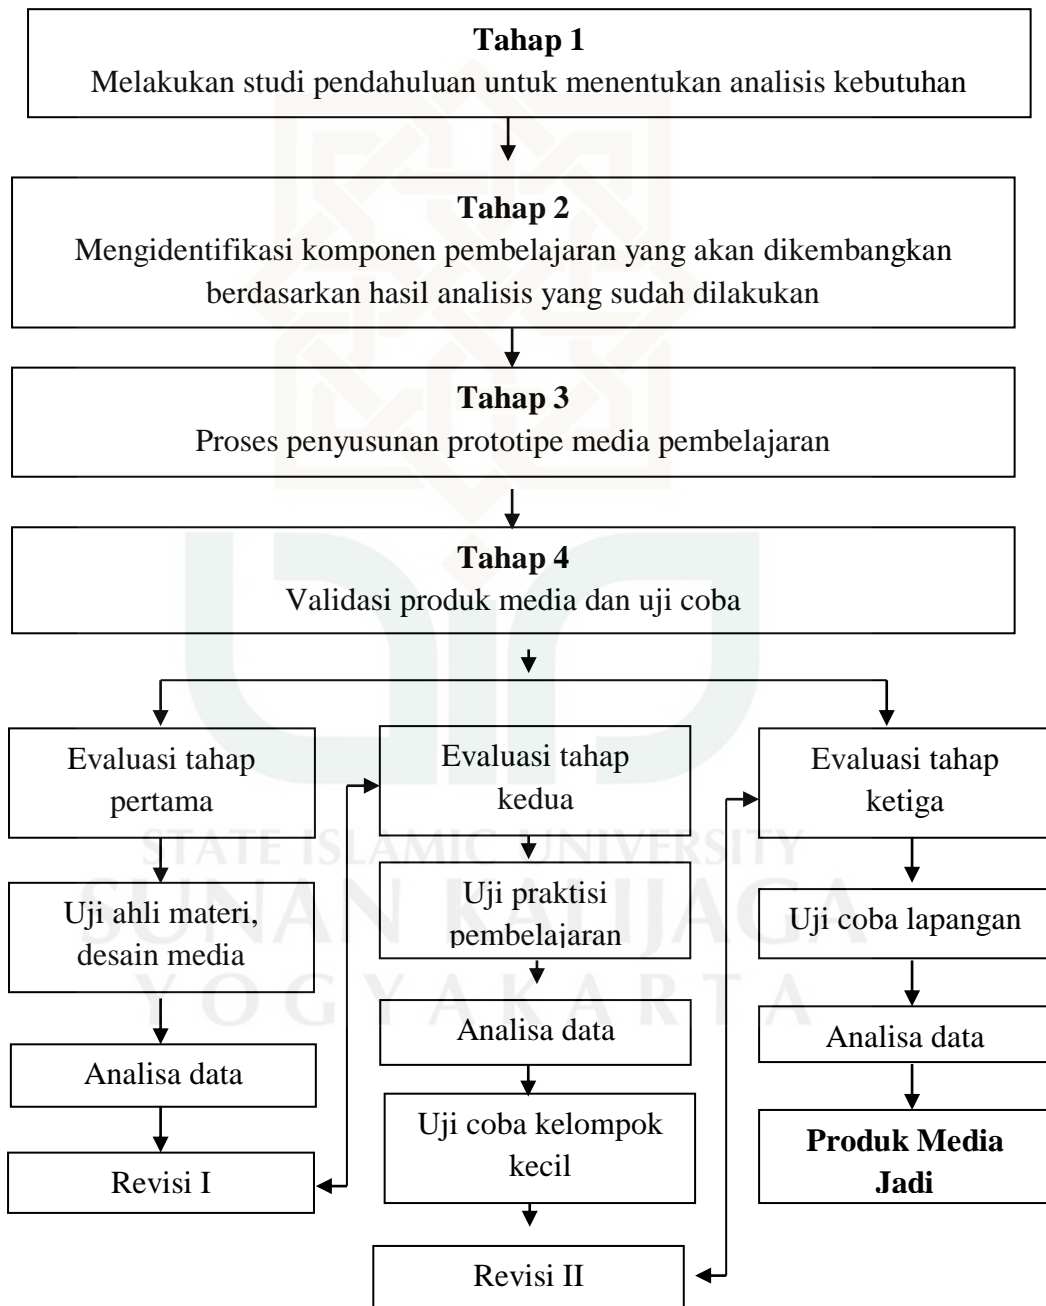 Tahap 1
Melakukan studi pendahuluan untuk menentukan analisis kebutuhan
Tahap 2
Mengidentifikasi komponen pembelajaran yang akan dikembangkan
berdasarkan hasil analisis yang sudah dilakukan
Tahap 3
Proses penyusunan prototipe media pembelajaran
Tahap 4
Validasi produk media dan uji coba
Evaluasi tahap
pertama
Uji ahli materi,
desain media
Analisa data
Revisi I
Evaluasi tahap
kedua
Uji praktisi
pembelajaran
Analisa data
Uji coba kelompok
kecil
Revisi II
Evaluasi tahap
ketiga
Uji coba lapangan
Analisa data
Produk Media
Jadi
STATE ISLAMIC UNIVERSITY
SUNAN KALIJAGA
YOGYAKARTA